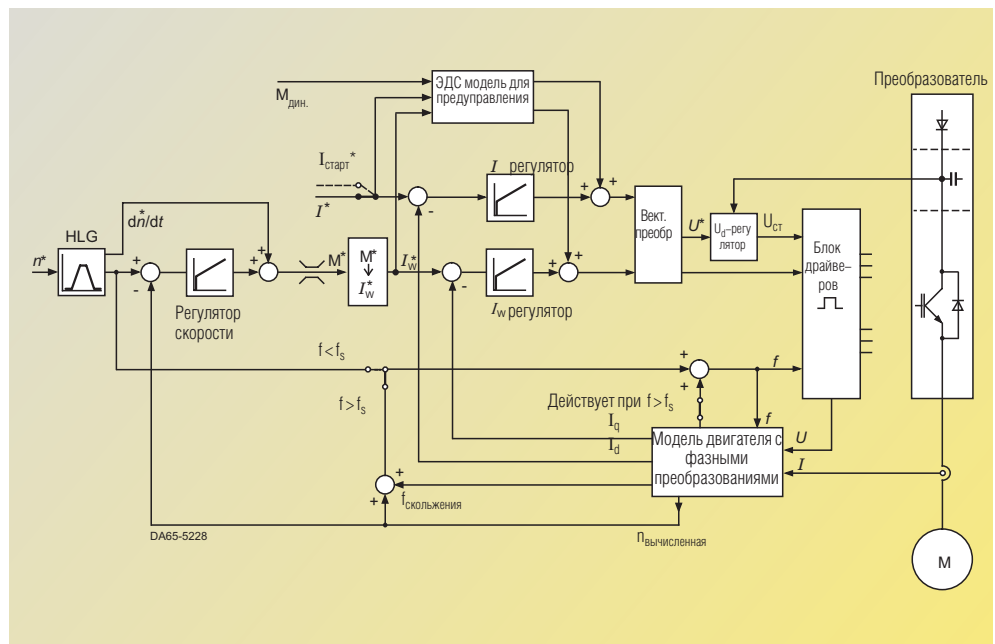 Преобразователь
ЭДС модель для
предуправления
Mдин.
Iстарт*
I*
I регулятор
dn*/dt
HLG
n*
M*
M*
I*w
I*w
Вект.
преобр
U*
Ud–регу
лятор
Uст
Блок
драйве–
ров
Регулятор
скорости
Iw регулятор
f<fs
f>fs
f
Действует при f>fs
f
Iq
Id
Модель двигателя с
фазными
преобразованиями
U
I
fскольжения
nвычисленная
DA65-5228
M
+
-
+
+
-
-
+
+
+
+
+
+
+
+